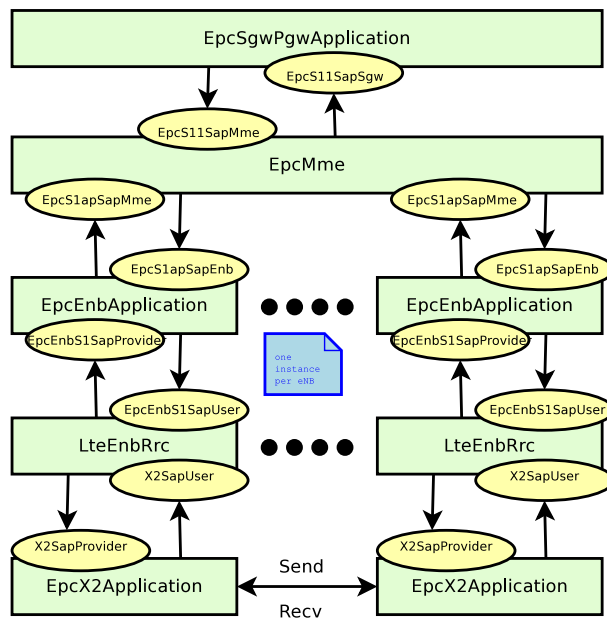 EpcSgwPgwApplication
EpcS11SapSgw
EpcS11SapMme
EpcMme
EpcS1apSapMme
EpcS1apSapMme
EpcS1apSapEnb
EpcS1apSapEnb
EpcEnbApplication
EpcEnbApplication
EpcEnbS1SapProvider
EpcEnbS1SapProvider
one
instance
per eNB
EpcEnbS1SapUser
EpcEnbS1SapUser
LteEnbRrc
LteEnbRrc
X2SapUser
X2SapUser
X2SapProvider
X2SapProvider
Send
EpcX2Application
EpcX2Application
Recv